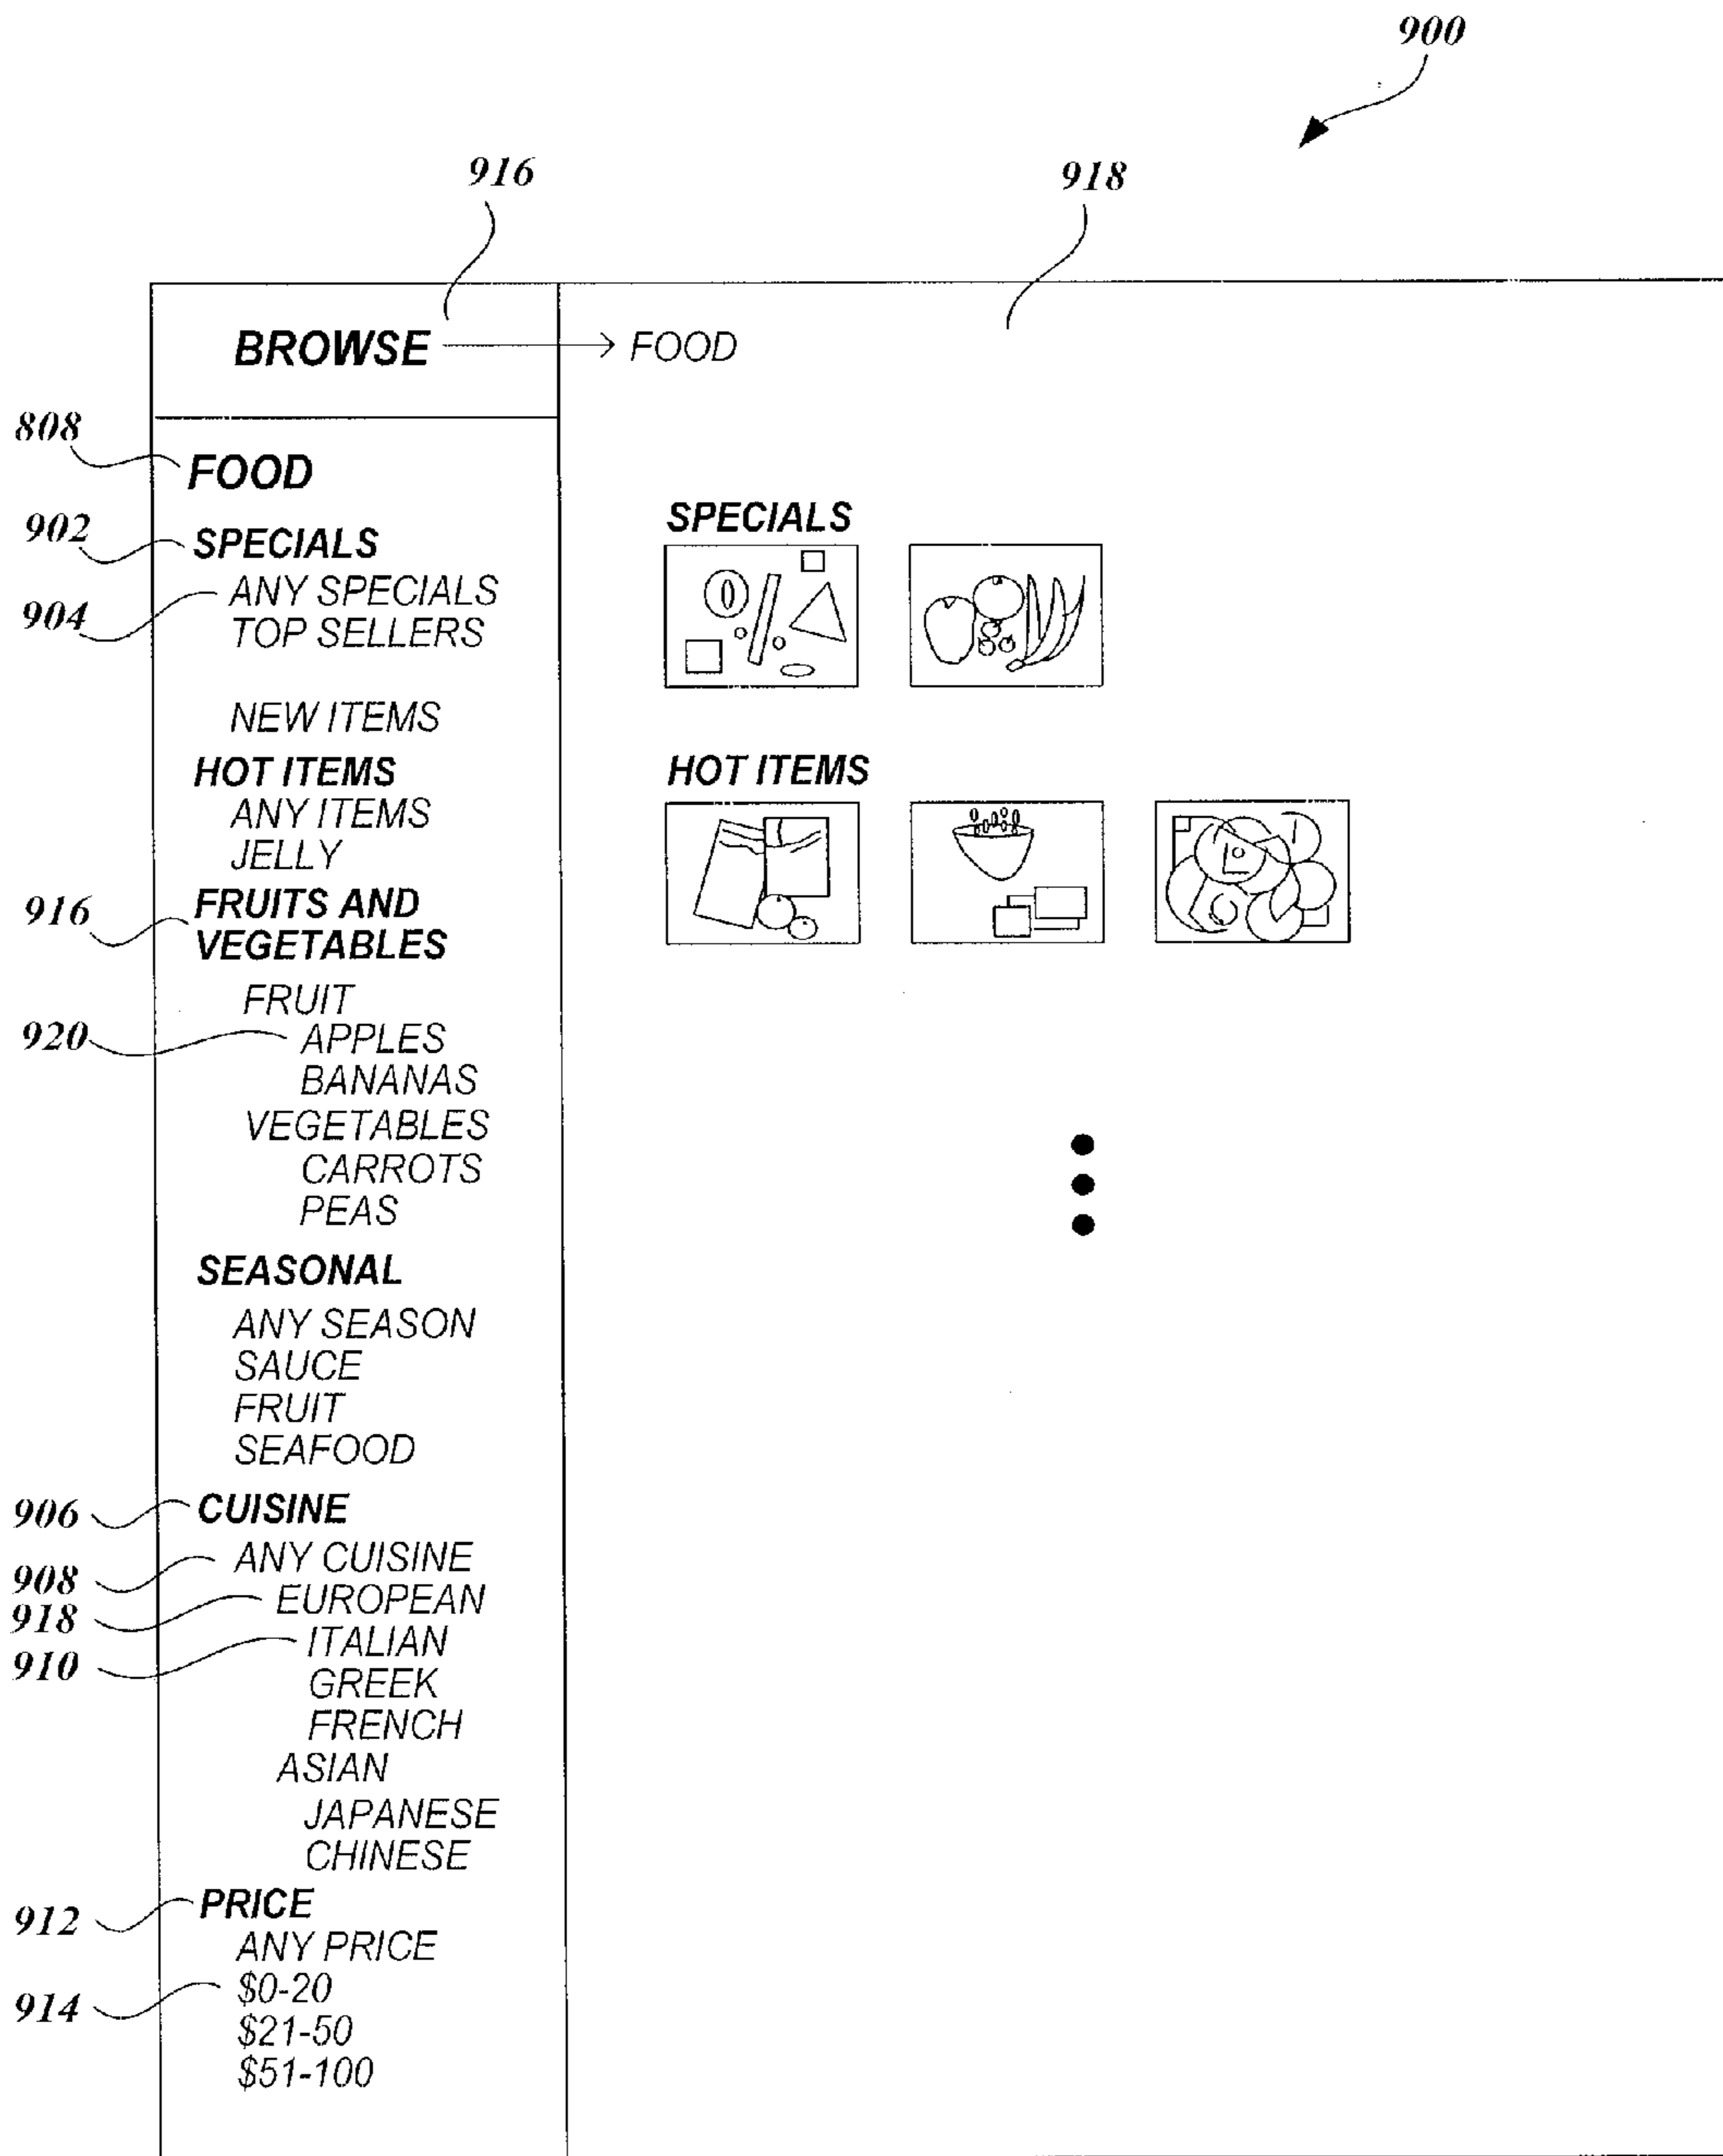 900
916
918
BROWSE → FOOD
808
FOOD
902
SPECIALS
904
ANY SPECIALS
TOP SELLERS
NEW ITEMS
HOT ITEMS
ANY ITEMS
JELLY
916
FRUITS AND
VEGETABLES
FRUIT
920
APPLES
BANANAS
VEGETABLES
CARROTS
PEAS
SEASONAL
ANY SEASON
SAUCE
FRUIT
SEAFOOD
906
CUISINE
908
ANY CUISINE
918
EUROPEAN
910
ITALIAN
GREEK
FRENCH
ASIAN
JAPANESE
CHINESE
912
PRICE
ANY PRICE
914
$0-20
$21-50
$51-100
SPECIALS
HOT ITEMS